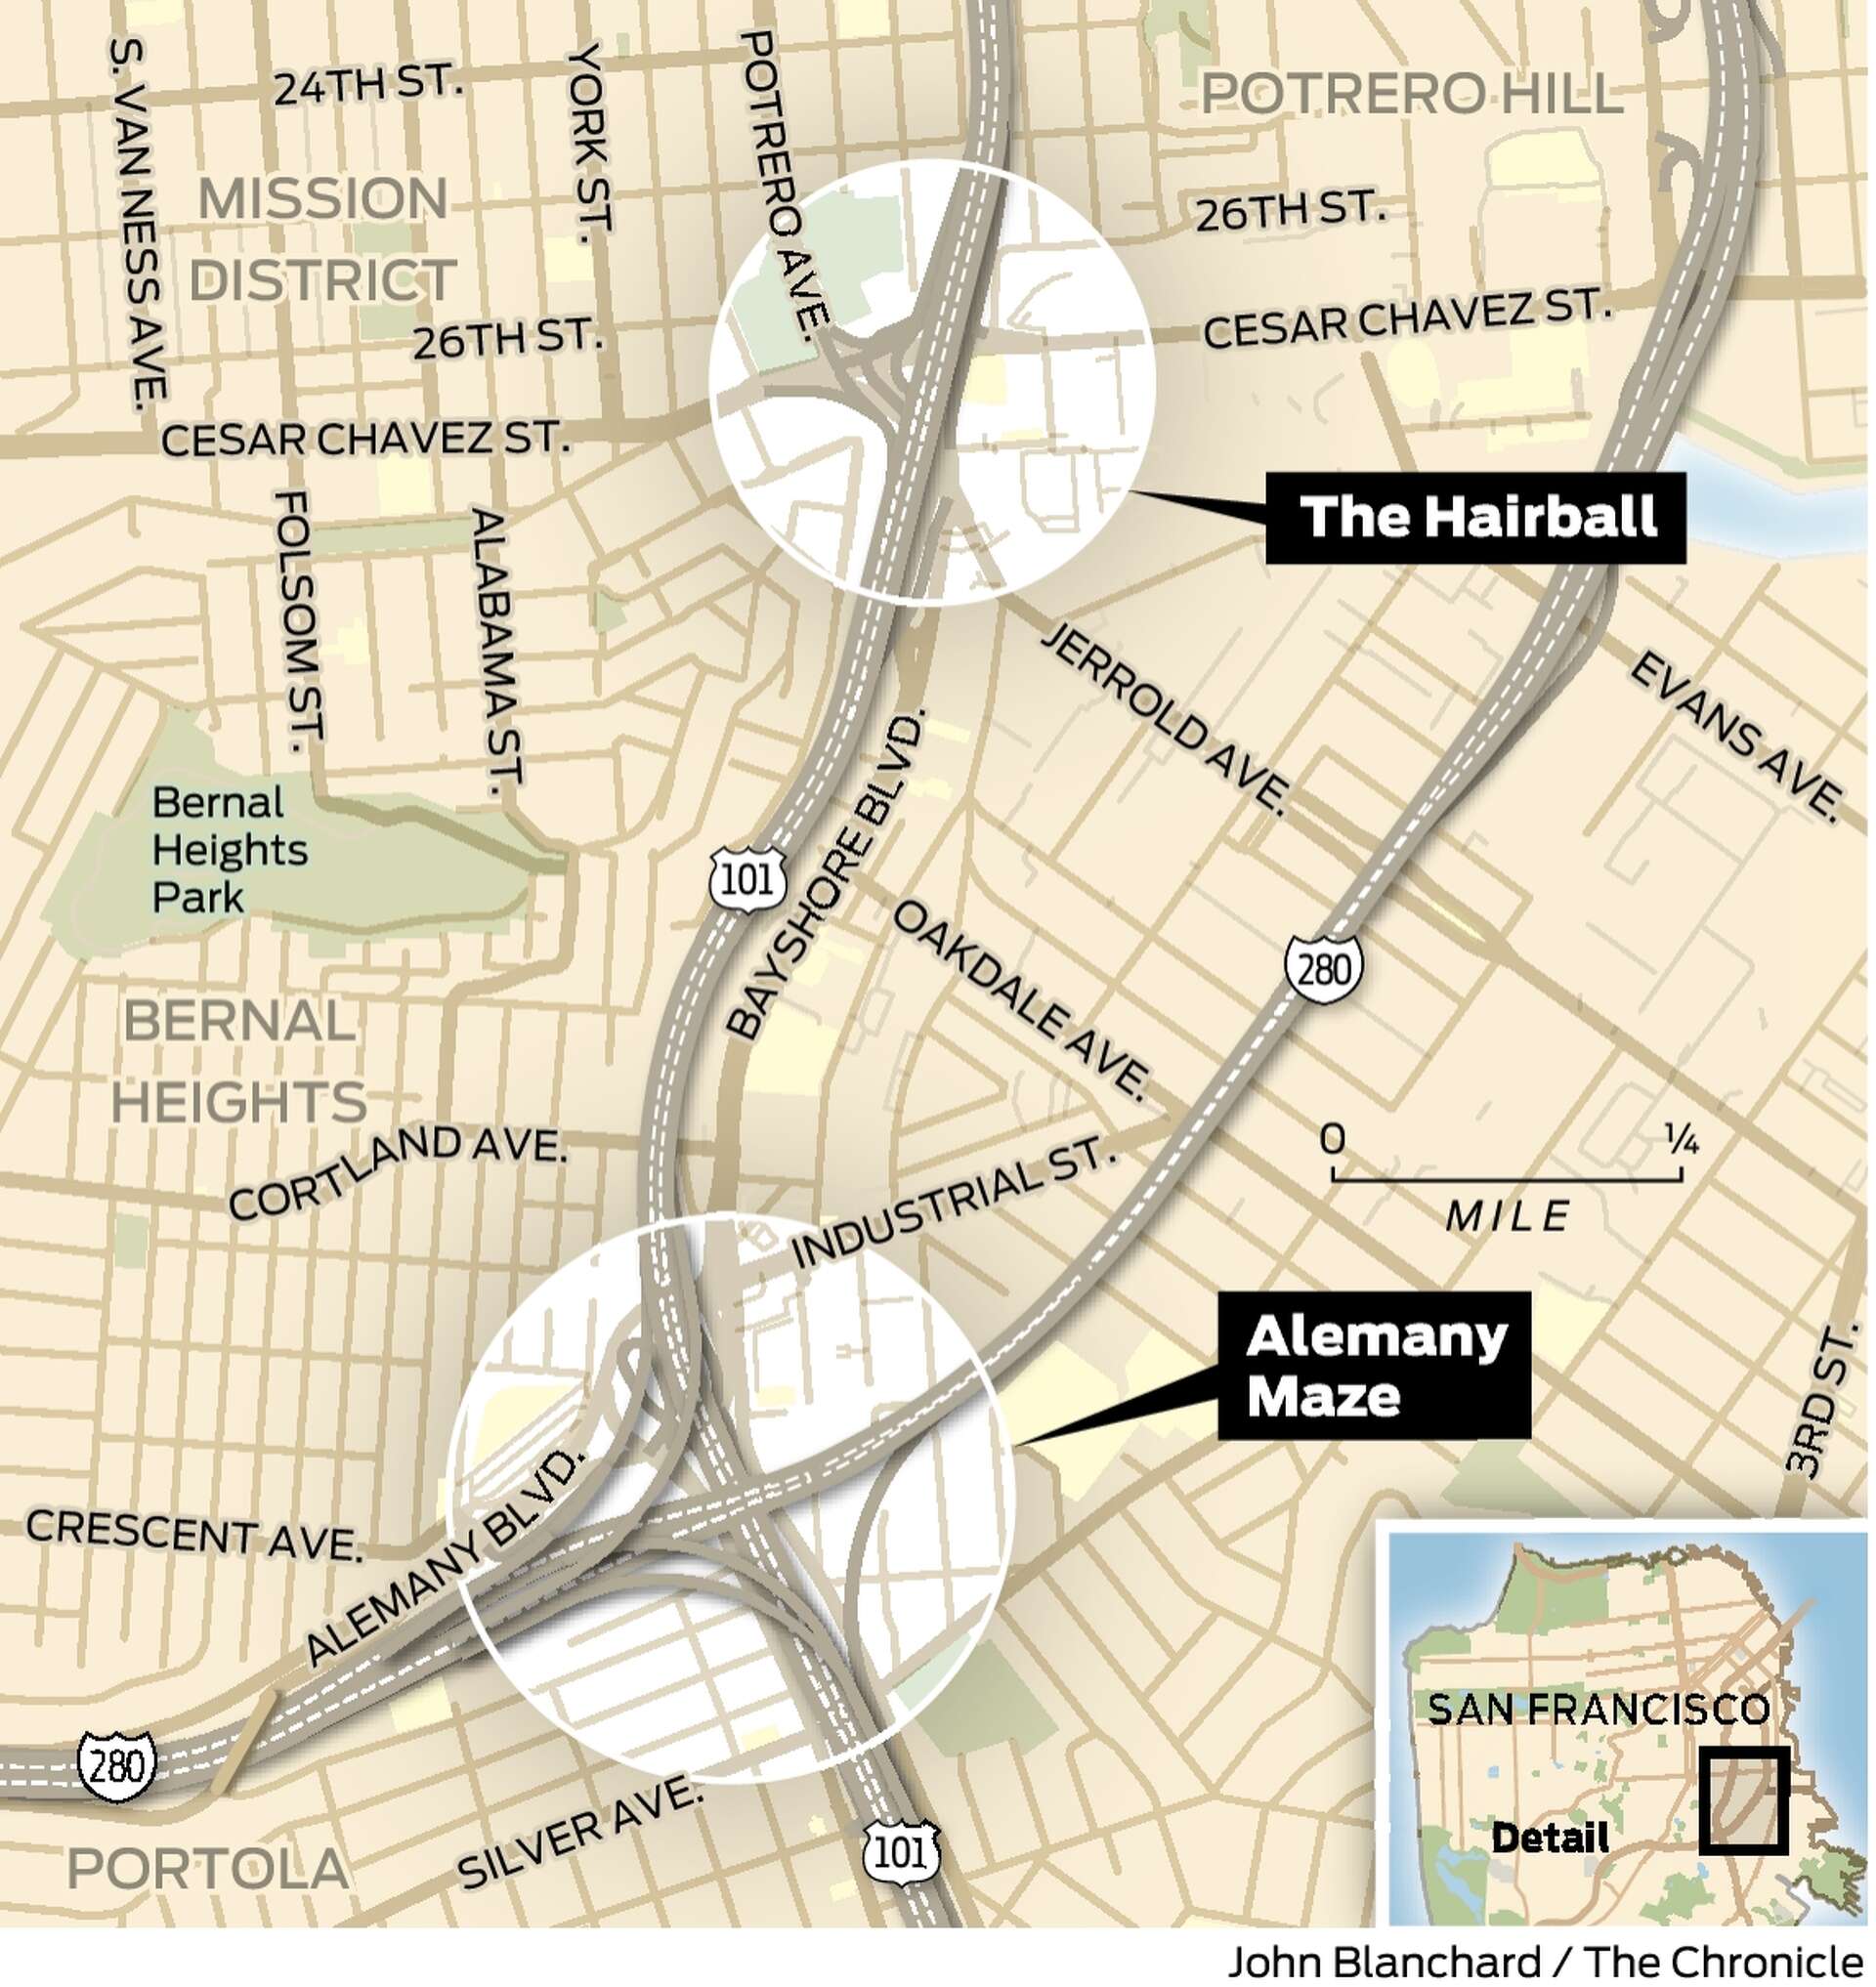 S. VAN NESS AVE.
24TH ST.
YORK ST.
POTRERO AVE.
POTRERO HILL
MISSION
DISTRICT
26TH ST.
26TH ST.
CESAR CHAVEZ ST.
CESAR CHAVEZ ST.
The Hairball
FOLSOM ST.
ALABAMA ST.
JERROLD AVE.
EVANS AVE.
Bernal
Heights
Park
101
BAYSHORE BLVD.
OAKDALE AVE.
280
BERNAL
HEIGHTS
CORTLAND AVE.
INDUSTRIAL ST.
0 1/4
MILE
Alemany
Maze
3RD ST.
CRESCENT AVE.
ALEMANY BLVD.
280
SILVER AVE.
101
PORTOLA
SAN FRANCISCO
Detail
John Blanchard / The Chronicle